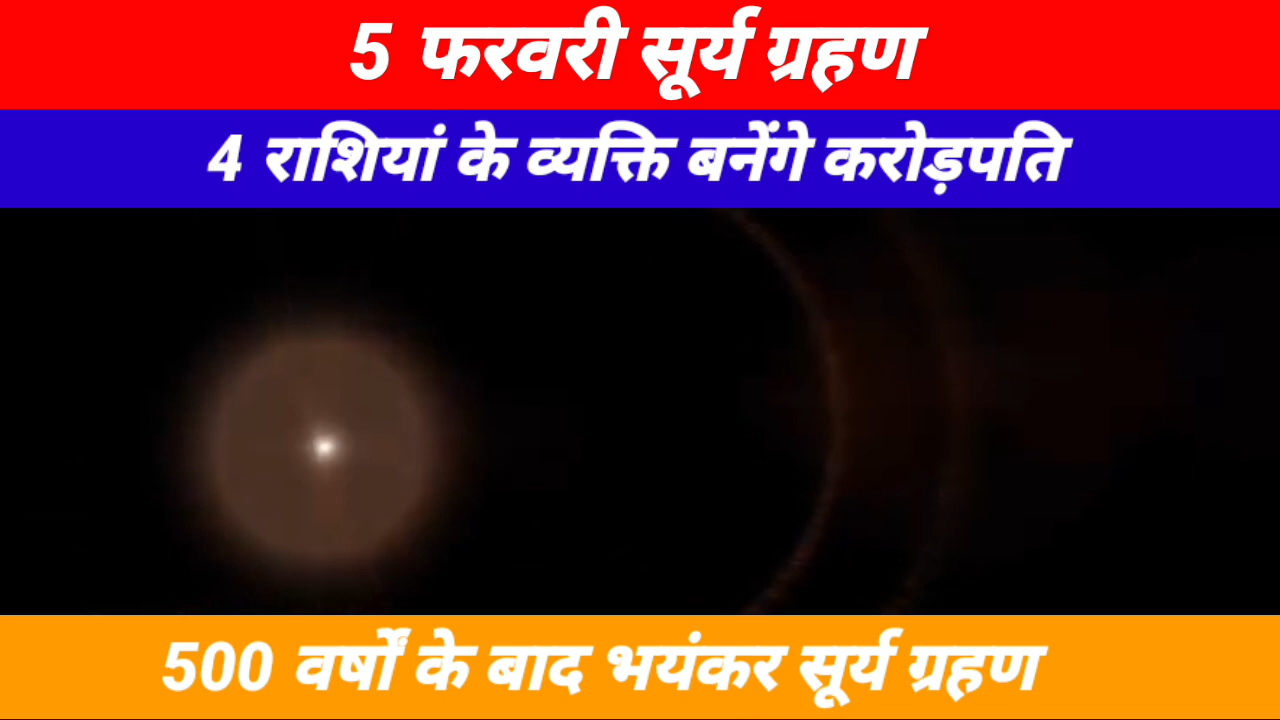 5 फरवरी सूर्य ग्रहण
4 राशियां के व्यक्ति बनेंगे करोड़पति
500 वर्षों के बाद भयंकर सूर्य ग्रहण